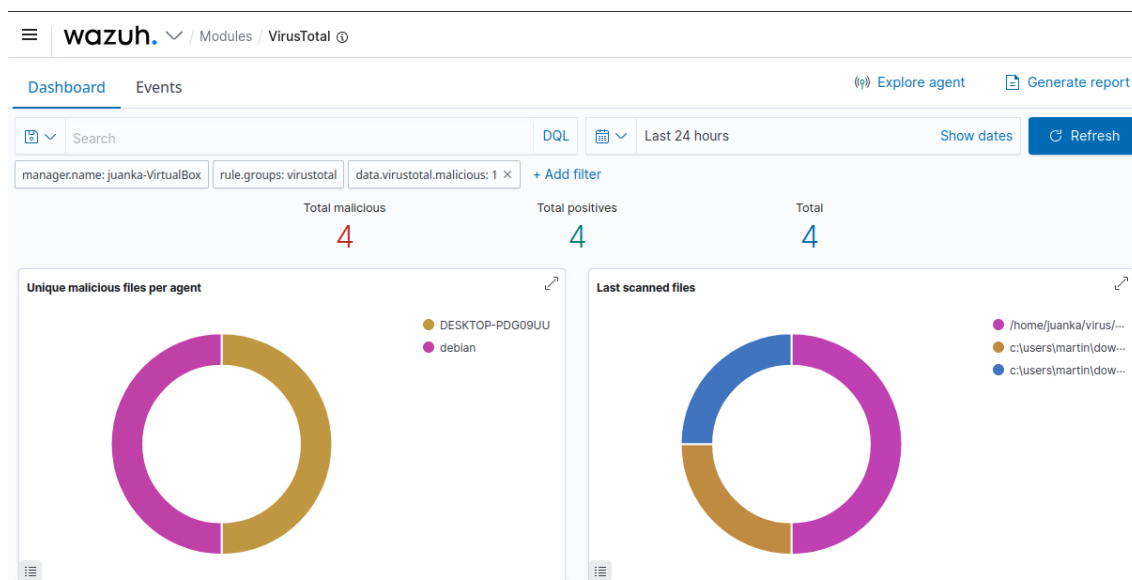 wazuh. / Modules / VirusTotal
Dashboard Events Explore agent Generate report
Search DQL Last 24 hours Show dates Refresh
manager.name: juanka-VirtualBox rule.groups: virustotal data.virustotal.malicious: 1 × + Add filter
Total malicious Total positives Total
4 4 4
Unique malicious files per agent
DESKTOP-PDG09UU
debian
Last scanned files
/home/juanka/virus/···
c:\users\martin\dow···
c:\users\martin\dow···